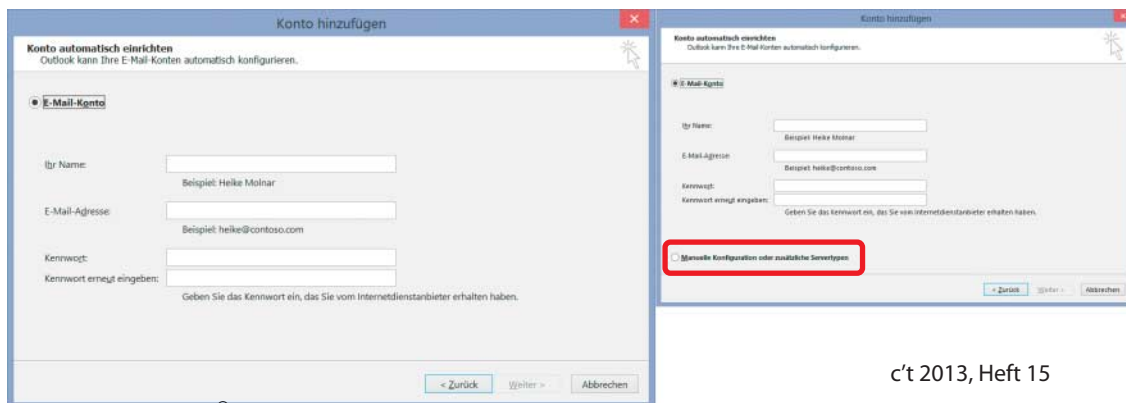 Konto hinzufügen
Konto automatisch einrichten
Outlook kann Ihre E-Mail-Konten automatisch konfigurieren.
E-Mail-Konto
Ihr Name:
Beispiel: Heike Molnar
E-Mail-Adresse:
Beispiel: heike@contoso.com
Kennwort:
Kennwort erneut eingeben:
Geben Sie das Kennwort ein, das Sie vom Internetdienstanbieter erhalten haben.
< Zurück Weiter > Abbrechen
Konto hinzufügen
Konto automatisch einrichten
Outlook kann Ihre E-Mail-Konten automatisch konfigurieren.
E-Mail-Konto
Ihr Name:
Beispiel: Heike Molnar
E-Mail-Adresse:
Beispiel: heike@contoso.com
Kennwort:
Kennwort erneut eingeben:
Geben Sie das Kennwort ein, das Sie vom Internetdienstanbieter erhalten haben.
Manuelle Konfiguration oder zusätzliche Servertypen
< Zurück Weiter > Abbrechen
c't 2013, Heft 15